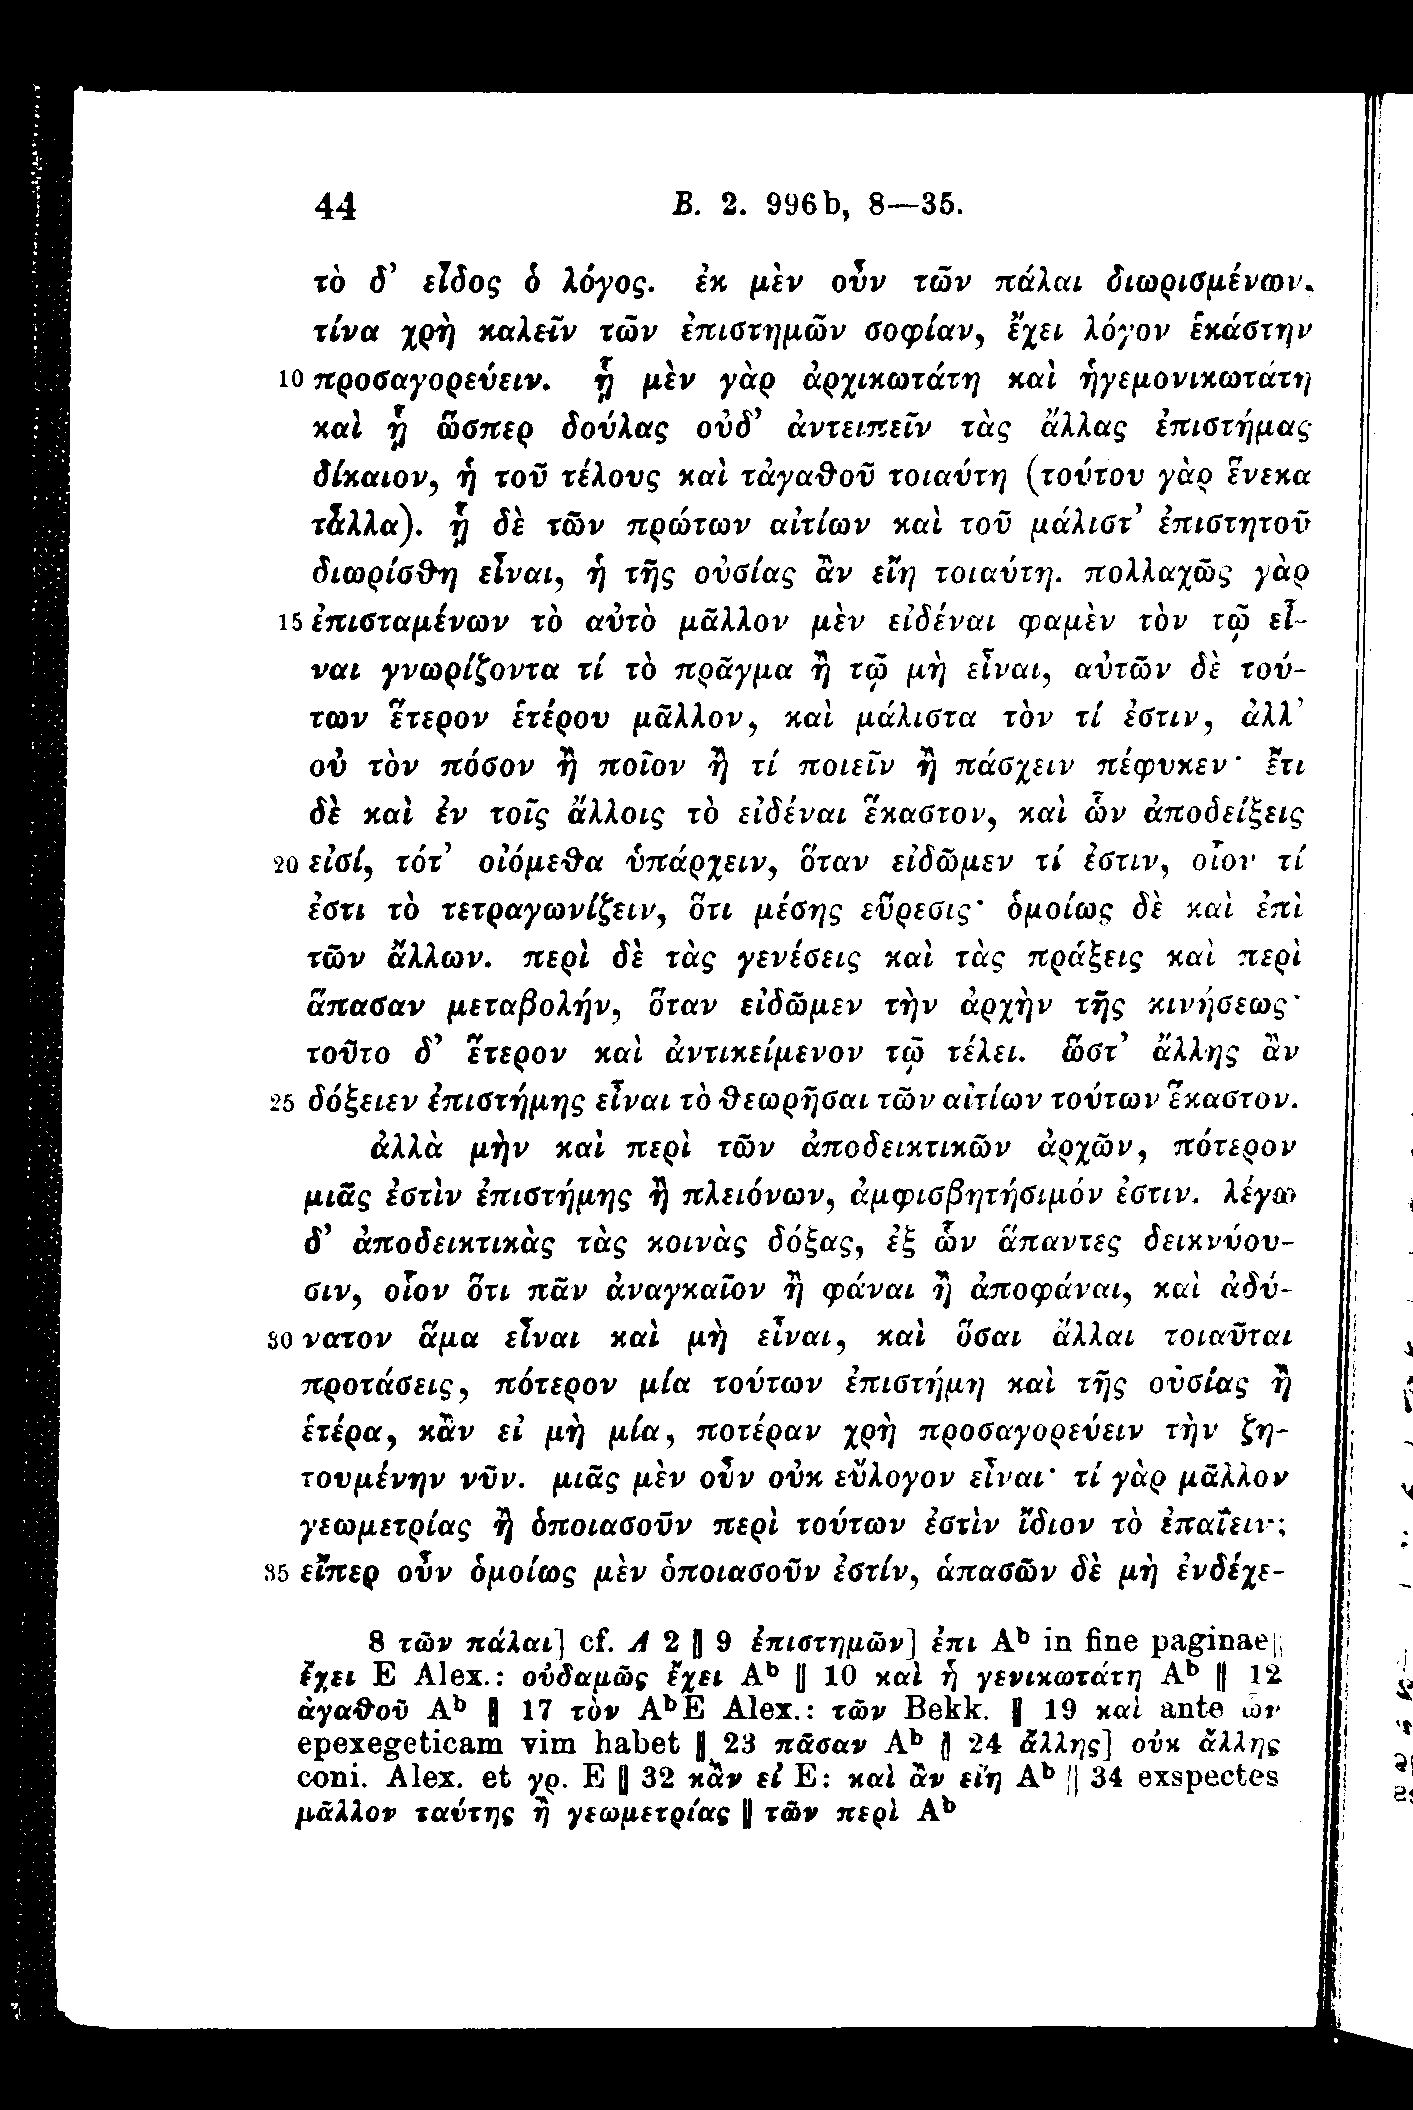 44 B. 2. 996b, 8—35.
τὸ δ’ εἶδος ὁ λόγος. ἐκ μὲν οὖν τῶν πάλαι διωρισμένων.
τίνα χρὴ καλεῖν τῶν ἐπιστημῶν σοφίαν, ἔχει λόγον ἑκάστην
10 προσαγορεύειν. ᾗ μὲν γὰρ ἀρχικωτάτη καὶ ἡγεμονικωτάτη
καὶ ᾗ ὥσπερ δούλας οὐδ’ ἀντειπεῖν τὰς ἄλλας ἐπιστήμας
δίκαιον, ἡ τοῦ τέλους καὶ τἀγαθοῦ τοιαύτη (τούτου γὰρ ἕνεκα
τἆλλα). ᾗ δὲ τῶν πρώτων αἰτίων καὶ τοῦ μάλιστ’ ἐπιστητοῦ
διωρίσθη εἶναι, ἡ τῆς οὐσίας ἂν εἴη τοιαύτη. πολλαχῶς γὰρ
15 ἐπισταμένων τὸ αὐτὸ μᾶλλον μὲν εἰδέναι φαμὲν τὸν τῷ εἶ-
ναι γνωρίζοντα τί τὸ πρᾶγμα ἢ τῷ μὴ εἶναι, αὐτῶν δὲ τού-
των ἕτερον ἑτέρου μᾶλλον, καὶ μάλιστα τὸν τί ἐστιν, ἀλλ’
οὐ τὸν πόσον ἢ ποῖον ἢ τί ποιεῖν ἢ πάσχειν πέφυκεν· ἔτι
δὲ καὶ ἐν τοῖς ἄλλοις τὸ εἰδέναι ἕκαστον, καὶ ὧν ἀποδείξεις
20 εἰσί, τότ’ οἰόμεθα ὑπάρχειν, ὅταν εἰδῶμεν τί ἐστιν, οἷον τί
ἐστι τὸ τετραγωνίζειν, ὅτι μέσης εὕρεσις· ὁμοίως δὲ καὶ ἐπὶ
τῶν ἄλλων. περὶ δὲ τὰς γενέσεις καὶ τὰς πράξεις καὶ περὶ
ἅπασαν μεταβολήν, ὅταν εἰδῶμεν τὴν ἀρχὴν τῆς κινήσεως·
τοῦτο δ’ ἕτερον καὶ ἀντικείμενον τῷ τέλει. ὥστ’ ἄλλης ἂν
25 δόξειεν ἐπιστήμης εἶναι τὸ θεωρῆσαι τῶν αἰτίων τούτων ἕκαστον.
ἀλλὰ μὴν καὶ περὶ τῶν ἀποδεικτικῶν ἀρχῶν, πότερον
μιᾶς ἐστὶν ἐπιστήμης ἢ πλειόνων, ἀμφισβητήσιμόν ἐστιν. λέγω
δ’ ἀποδεικτικὰς τὰς κοινὰς δόξας, ἐξ ὧν ἅπαντες δεικνύου-
σιν, οἷον ὅτι πᾶν ἀναγκαῖον ἢ φάναι ἢ ἀποφάναι, καὶ ἀδύ-
30 νατον ἅμα εἶναι καὶ μὴ εἶναι, καὶ ὅσαι ἄλλαι τοιαῦται
προτάσεις, πότερον μία τούτων ἐπιστήμη καὶ τῆς οὐσίας ἢ
ἑτέρα, κἂν εἰ μὴ μία, ποτέραν χρὴ προσαγορεύειν τὴν ζη-
τουμένην νῦν. μιᾶς μὲν οὖν οὐκ εὔλογον εἶναι· τί γὰρ μᾶλλον
γεωμετρίας ἢ ὁποιασοῦν περὶ τούτων ἐστὶν ἴδιον τὸ ἐπαΐειν;
35 εἴπερ οὖν ὁμοίως μὲν ὁποιασοῦν ἐστίν, ἁπασῶν δὲ μὴ ἐνδέχε-
8 τῶν πάλαι] cf. Α 2 ‖ 9 ἐπιστημῶν] ἐπι Aᵇ in fine paginae ‖
ἔχει E Alex.: οὐδαμῶς ἔχει Aᵇ ‖ 10 καὶ ἡ γενικωτάτη Aᵇ ‖ 12
ἀγαθοῦ Aᵇ ‖ 17 τὸν AᵇE Alex.: τῶν Bekk. ‖ 19 καὶ ante ὧν
epexegeticam vim habet ‖ 23 πᾶσαν Aᵇ ‖ 24 ἄλλης] οὐκ ἄλλης
coni. Alex. et γρ. E ‖ 32 κἂν εἰ E: καὶ ἂν εἴη Aᵇ ‖ 34 exspectes
μᾶλλον ταύτης ἢ γεωμετρίας ‖ τῶν περὶ Aᵇ